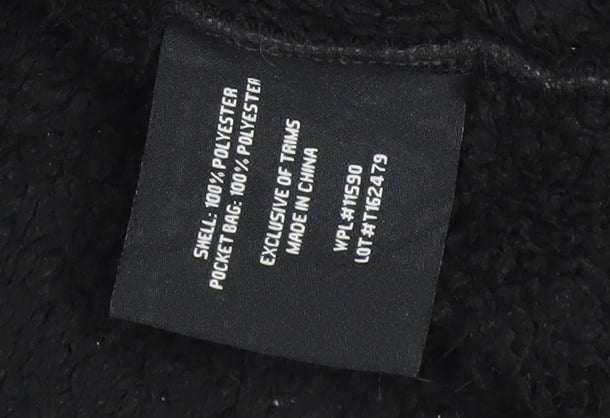 SHELL: 100% POLYESTER
POCKET BAG: 100% POLYESTER
EXCLUSIVE OF TRIMS
MADE IN CHINA
WPL#11590
LOT#T162479